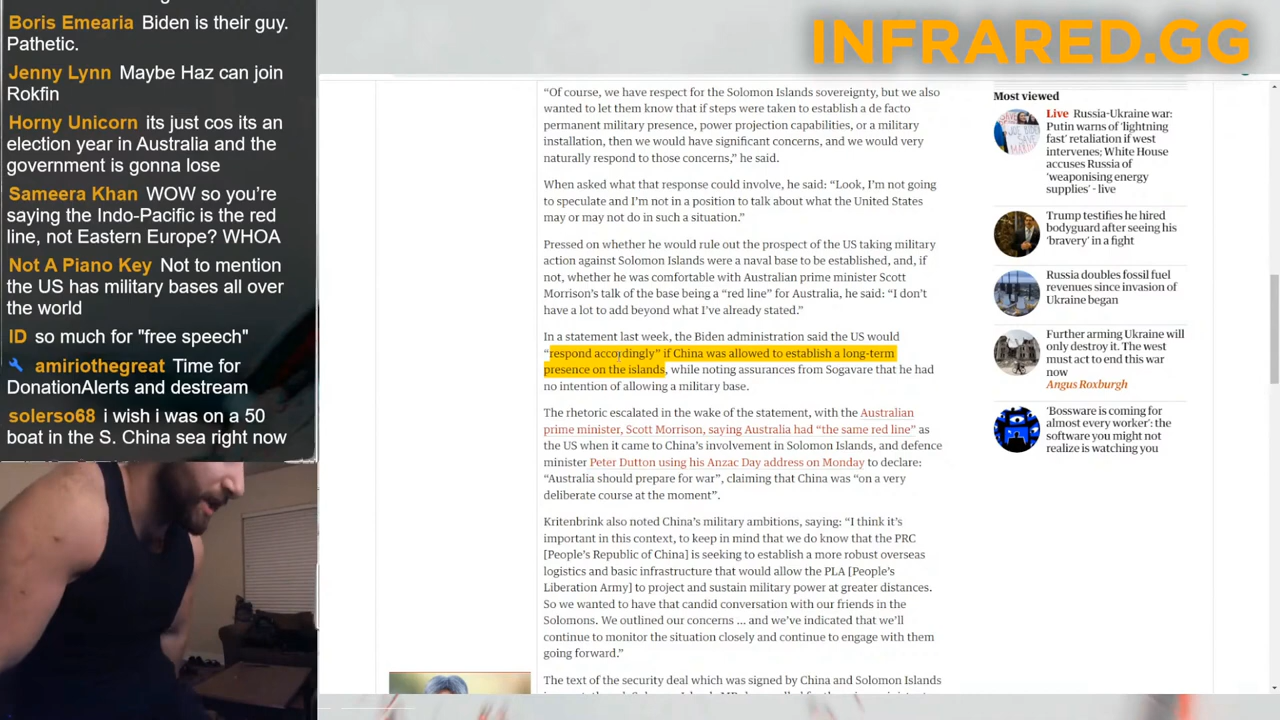 Boris Emearia Biden is their guy.
Pathetic.
Jenny Lynn Maybe Haz can join
Rokfin
Horny Unicorn its just cos its an
election year in Australia and the
government is gonna lose
Sameera Khan WOW so you're
saying the Indo-Pacific is the red
line, not Eastern Europe? WHOA
Not A Piano Key Not to mention
the US has military bases all over
the world
ID so much for "free speech"
amiriothegreat Time for
DonationAlerts and destream
solerso68 i wish i was on a 50
boat in the S. China sea right now
INFRARED.GG
“Of course, we have respect for the Solomon Islands sovereignty, but we also
wanted to let them know that if steps were taken to establish a de facto
permanent military presence, power projection capabilities, or a military
installation, then we would have significant concerns, and we would very
naturally respond to those concerns,” he said.
When asked what that response could involve, he said: “Look, I’m not going
to speculate and I’m not in a position to talk about what the United States
may or may not do in such a situation.”
Pressed on whether he would rule out the prospect of the US taking military
action against Solomon Islands were a naval base to be established, and, if
not, whether he was comfortable with Australian prime minister Scott
Morrison’s talk of the base being a “red line” for Australia, he said: “I don’t
have a lot to add beyond what I’ve already stated.”
In a statement last week, the Biden administration said the US would
“respond accordingly” if China was allowed to establish a long-term
presence on the islands, while noting assurances from Sogavare that he had
no intention of allowing a military base.
The rhetoric escalated in the wake of the statement, with the Australian
prime minister, Scott Morrison, saying Australia had “the same red line” as
the US when it came to China’s involvement in Solomon Islands, and defence
minister Peter Dutton using his Anzac Day address on Monday to declare:
“Australia should prepare for war”, claiming that China was “on a very
deliberate course at the moment”.
Kritenbrink also noted China’s military ambitions, saying: “I think it’s
important in this context, to keep in mind that we do know that the PRC
[People’s Republic of China] is seeking to establish a more robust overseas
logistics and basic infrastructure that would allow the PLA [People’s
Liberation Army] to project and sustain military power at greater distances.
So we wanted to have that candid conversation with our friends in the
Solomons. We outlined our concerns ... and we’ve indicated that we’ll
continue to monitor the situation closely and continue to engage with them
going forward.”
The text of the security deal which was signed by China and Solomon Islands
Most viewed
Live Russia-Ukraine war:
Putin warns of ‘lightning
fast’ retaliation if west
intervenes; White House
accuses Russia of
‘weaponising energy
supplies’ - live
Trump testifies he hired
bodyguard after seeing his
‘bravery’ in a fight
Russia doubles fossil fuel
revenues since invasion of
Ukraine began
Further arming Ukraine will
only destroy it. The west
must act to end this war
now
Angus Roxburgh
‘Bossware is coming for
almost every worker’: the
software you might not
realize is watching you